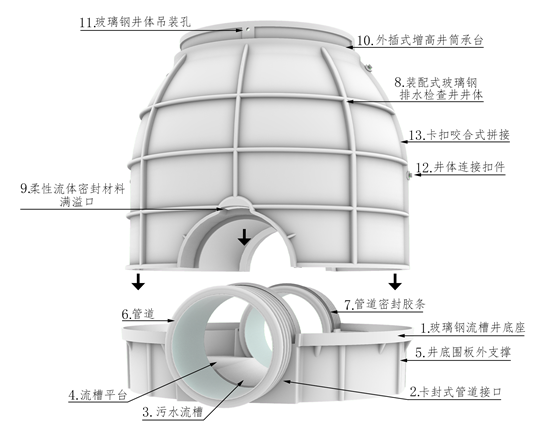 11.玻璃钢井体吊装孔
10.外插式增高井筒承台
8.装配式玻璃钢
排水检查井井体
13.卡扣咬合式拼接
12.井体连接扣件
9.柔性流体密封材料
满溢口
7.管道密封胶条
6.管道
1.玻璃钢流槽井底座
5.井底围板外支撑
4.流槽平台
2.卡封式管道接口
3.污水流槽